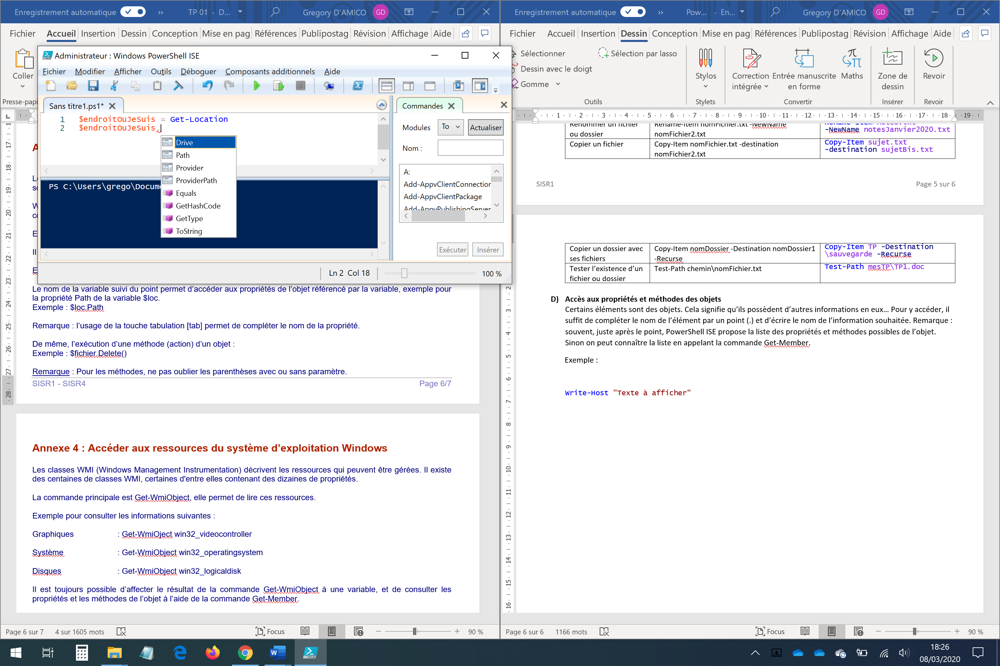 Enregistrement automatique
TP 01 - D...
Gregory D'AMICO
GD
Fichier Accueil Insertion Dessin Conception Mise en pag Références Publipostag Révision Affichage Aide
Coller
Presse-papi
Administrateur : Windows PowerShell ISE
Fichier Modifier Afficher Outils Déboguer Composants additionnels Aide
Sans titre1.ps1*
1 $endroitOuJeSuis = Get-Location
2 $endroitOuJeSuis.
Drive
Path
Provider
ProviderPath
Equals
GetHashCode
GetType
ToString
PS C:\Users\grego\Docum
Commandes
Modules To Actualiser
Nom :
A:
Add-AppvClientConnection
Add-AppvClientPackage
Add-AppvPublishingServer
Exécuter Insérer
Ln 2 Col 18
100 %
Le nom de la variable suivi du point permet d’accéder aux propriétés de l’objet référencé par la variable, exemple pour
la propriété Path de la variable $loc.
Exemple : $loc.Path
Remarque : l’usage de la touche tabulation [tab] permet de compléter le nom de la propriété.
De même, l’exécution d’une méthode (action) d’un objet :
Exemple : $fichier.Delete()
Remarque : Pour les méthodes, ne pas oublier les parenthèses avec ou sans paramètre.
SISR1 - SISR4 Page 6/7
Annexe 4 : Accéder aux ressources du système d’exploitation Windows
Les classes WMI (Windows Management Instrumentation) décrivent les ressources qui peuvent être gérées. Il existe
des centaines de classes WMI, certaines d'entre elles contenant des dizaines de propriétés.
La commande principale est Get-WmiObject, elle permet de lire ces ressources.
Exemple pour consulter les informations suivantes :
Graphiques : Get-WmiOject win32_videocontroller
Système : Get-WmiObject win32_operatingsystem
Disques : Get-WmiObject win32_logicaldisk
Il est toujours possible d’affecter le résultat de la commande Get-WmiObject à une variable, et de consulter les
propriétés et les méthodes de l’objet à l’aide de la commande Get-Member.
Page 6 sur 7 4 sur 1605 mots Focus 90 %
Enregistrement automatique
Pow... - En...
Gregory D'AMICO
GD
Fichier Accueil Insertion Dessin Conception Mise en pag Références Publipostag Révision Affichage Aide
Sélectionner
Dessin avec le doigt
Gomme
Sélection par lasso
Outils
Stylos
Stylets
Correction intégrée
Entrée manuscrite en forme
Maths
Convertir
Zone de dessin
Insérer
Revoir
Revoir
1 2 3 4 5 6 7 8 9 10 11 12 13 14 15 16 17 18 19
Renommer un fichier
ou dossier
Rename-Item nomFichier.txt -NewName
nomFichier2.txt
Rename-Item notes.txt
-NewName notesJanvier2020.txt
Copier un fichier
Copy-Item nomFichier.txt -destination
nomFichier2.txt
Copy-Item sujet.txt
-destination sujetBis.txt
SISR1 Page 5 sur 6
Copier un dossier avec
ses fichiers
Copy-Item nomDossier -Destination nomDossier1
-Recurse
Copy-Item TP -Destination
\sauvegarde -Recurse
Tester l’existence d’un
fichier ou dossier
Test-Path chemin\nomFichier.txt
Test-Path mesTP\TP1.doc
D) Accès aux propriétés et méthodes des objets
Certains éléments sont des objets. Cela signifie qu’ils possèdent d’autres informations en eux... Pour y accéder, il
suffit de compléter le nom de l’élément par un point (.) et d’écrire le nom de l’information souhaitée. Remarque :
souvent, juste après le point, PowerShell ISE propose la liste des propriétés et méthodes possibles de l’objet.
Sinon on peut connaître la liste en appelant la commande Get-Member.
Exemple :
Write-Host "Texte à afficher"
Page 6 sur 6 1166 mots Focus 90 %
18:26
08/03/2020